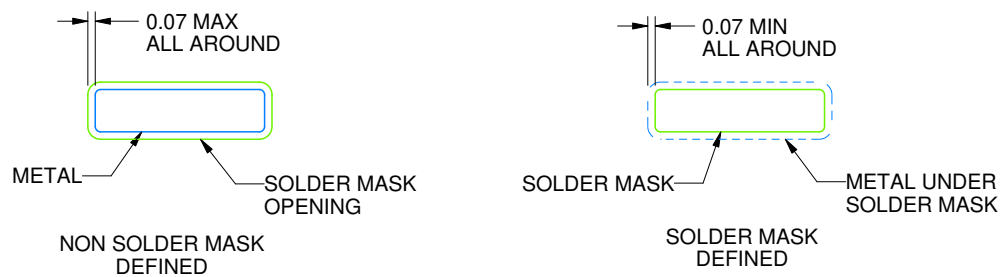 0.07 MAX
ALL AROUND
METAL
SOLDER MASK
OPENING
NON SOLDER MASK
DEFINED
0.07 MIN
ALL AROUND
SOLDER MASK
METAL UNDER
SOLDER MASK
SOLDER MASK
DEFINED